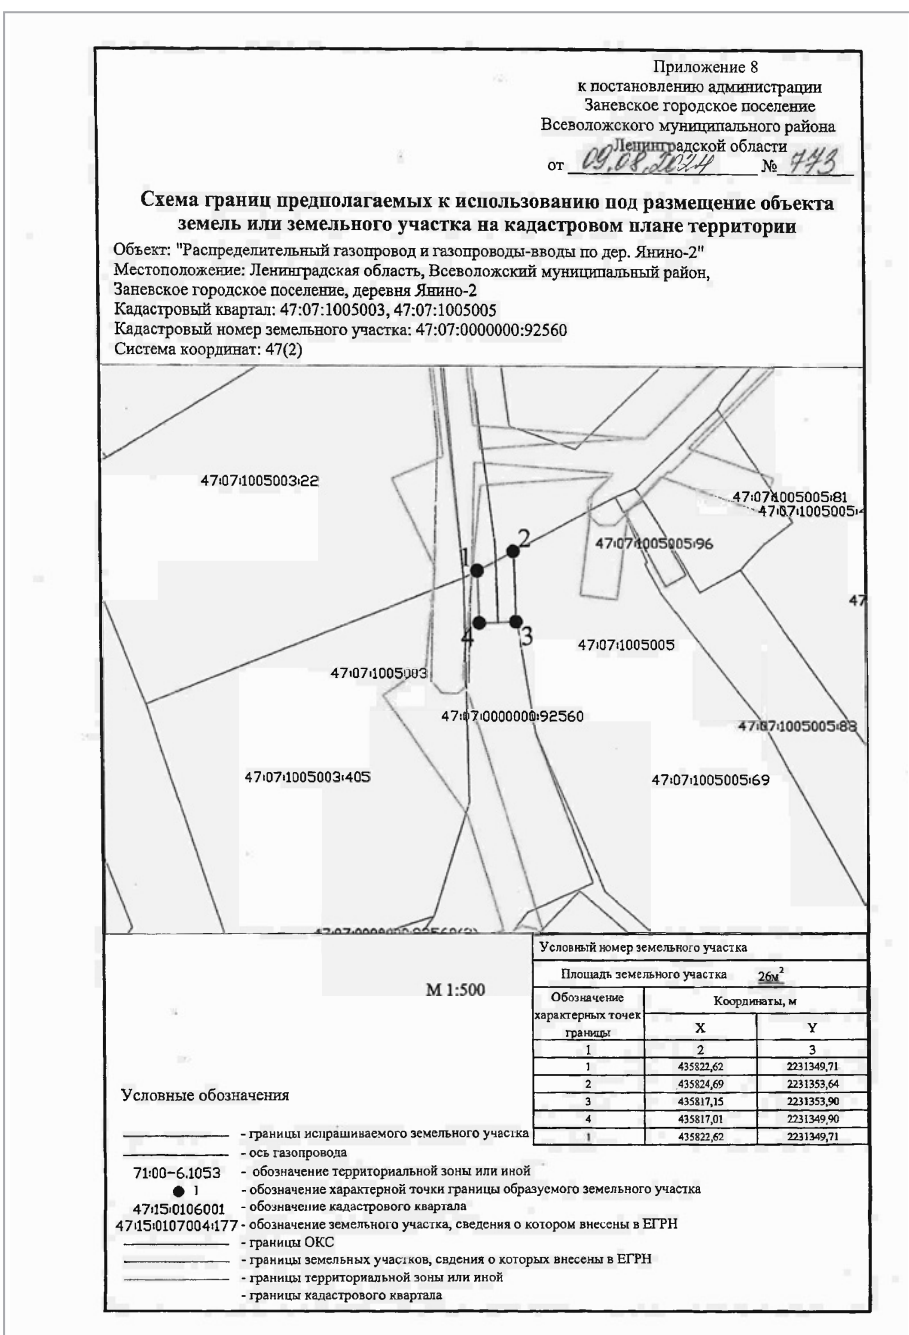 Приложение 8
к постановлению администрации
Заневское городское поселение
Всеволожского муниципального района
Ленинградской области
от 09.08.2024 № 773
Схема границ предполагаемых к использованию под размещение объекта
земель или земельного участка на кадастровом плане территории
Объект: "Распределительный газопровод и газопроводы-вводы по дер. Янино-2"
Местоположение: Ленинградская область, Всеволожский муниципальный район,
Заневское городское поселение, деревня Янино-2
Кадастровый квартал: 47:07:1005003, 47:07:1005005
Кадастровый номер земельного участка: 47:07:0000000:92560
Система координат: 47(2)
47:07:1005003:22
47:07:1005005:81
47:07:1005005:4
2
47:07:1005005:96
1
47
4
3
47:07:1005005
47:07:1005003
47:07:0000000:92560
47:07:1005005:83
47:07:1005003:405
47:07:1005005:69
47:07:0000000:92560(2)
Условный номер земельного участка
Площадь земельного участка 26м²
М 1:500
Обозначение характерных точек границы
Координаты, м
X Y
1 2 3
1 435822,62 2231349,71
2 435824,69 2231353,64
3 435817,15 2231353,90
4 435817,01 2231349,90
1 435822,62 2231349,71
Условные обозначения
- границы испрашиваемого земельного участка
- ось газопровода
71:00-6.1053 - обозначение территориальной зоны или иной
1 - обозначение характерной точки границы образуемого земельного участка
47:15:0106001 - обозначение кадастрового квартала
47:15:0107004:177 - обозначение земельного участка, сведения о котором внесены в ЕГРН
- границы ОКС
- границы земельных участков, свдения о которых внесены в ЕГРН
- границы территориальной зоны или иной
- границы кадастрового квартала